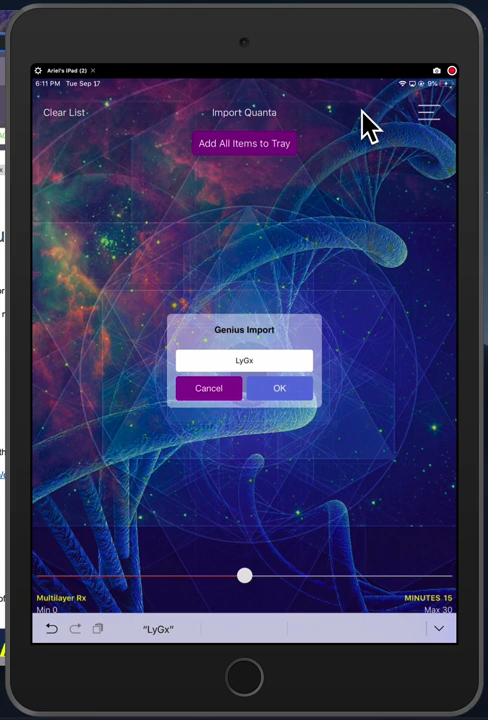 Ariel's iPad (2) ×
6:11 PM Tue Sep 17 9%
Clear List Import Quanta
Add All Items to Tray
Genius Import
LyGx
Cancel OK
Multilayer Rx MINUTES 15
Min 0 Max 30
“LyGx”